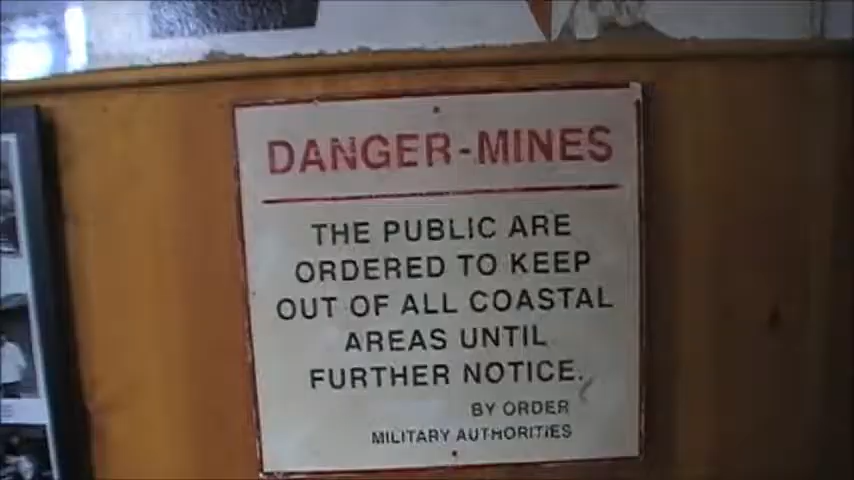 DANGER-MINES
THE PUBLIC ARE
ORDERED TO KEEP
OUT OF ALL COASTAL
AREAS UNTIL
FURTHER NOTICE.
BY ORDER
MILITARY AUTHORITIES